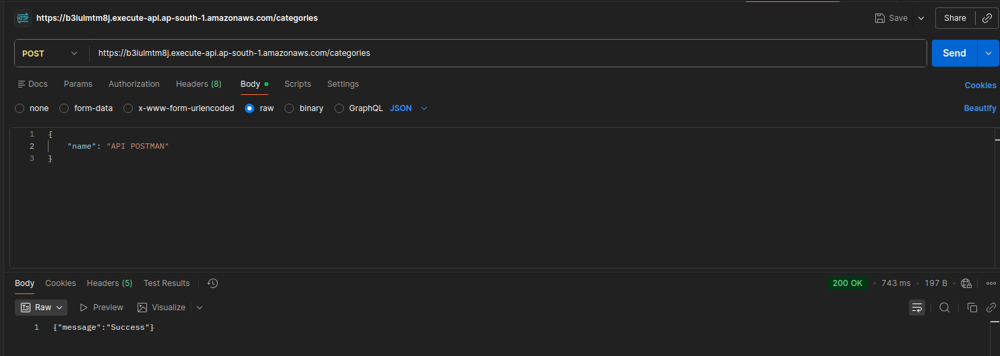 HTTP https://b3iulmtm8j.execute-api.ap-south-1.amazonaws.com/categories Save Share
POST https://b3iulmtm8j.execute-api.ap-south-1.amazonaws.com/categories Send
Docs Params Authorization Headers (8) Body Scripts Settings Cookies
none form-data x-www-form-urlencoded raw binary GraphQL JSON Beautify
1 {
2 "name": "API POSTMAN"
3 }
Body Cookies Headers (5) Test Results 200 OK • 743 ms • 197 B •
Raw Preview Visualize
1 {"message":"Success"}